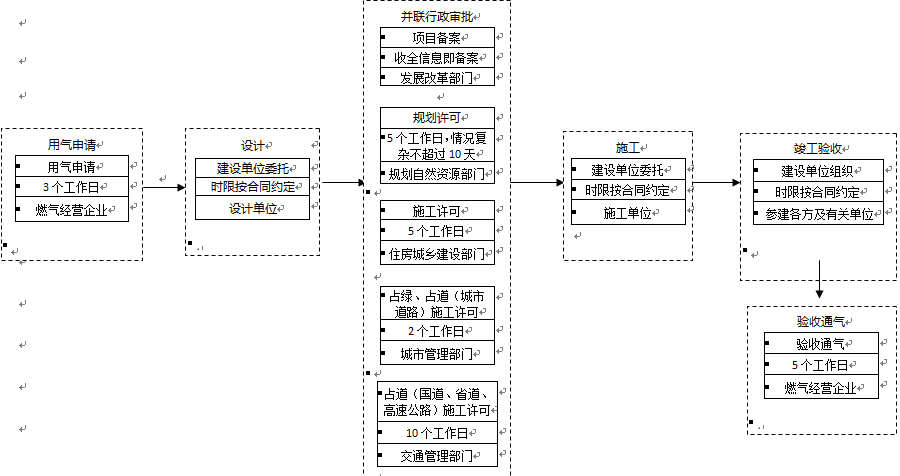 用气申请
用气申请
3个工作日
燃气经营企业
设计
建设单位委托
时限按合同约定
设计单位
并联行政审批
项目备案
收全信息即备案
发展改革部门
规划许可
5个工作日，情况复
杂不超过10天
规划自然资源部门
施工许可
5个工作日
住房城乡建设部门
占绿、占道（城市
道路）施工许可
2个工作日
城市管理部门
占道（国道、省道、
高速公路）施工许可
10个工作日
交通管理部门
施工
建设单位委托
时限按合同约定
施工单位
竣工验收
建设单位组织
时限按合同约定
参建各方及有关单位
验收通气
验收通气
5个工作日
燃气经营企业